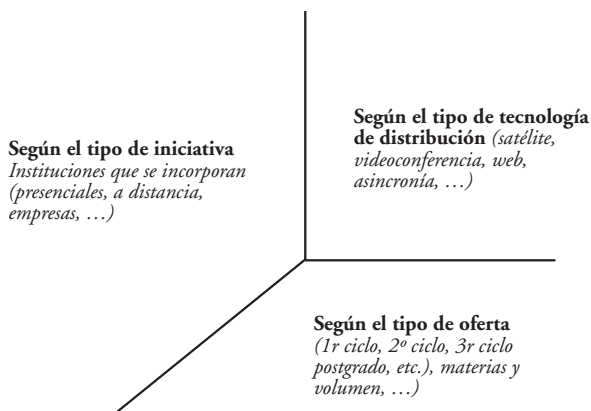 Según el tipo de iniciativa
Instituciones que se incorporan
(presenciales, a distancia,
empresas, …)
Según el tipo de tecnología
de distribución (satélite,
videoconferencia, web,
asincronía, …)
Según el tipo de oferta
(1r ciclo, 2º ciclo, 3r ciclo
postgrado, etc.), materias y
volumen, …)